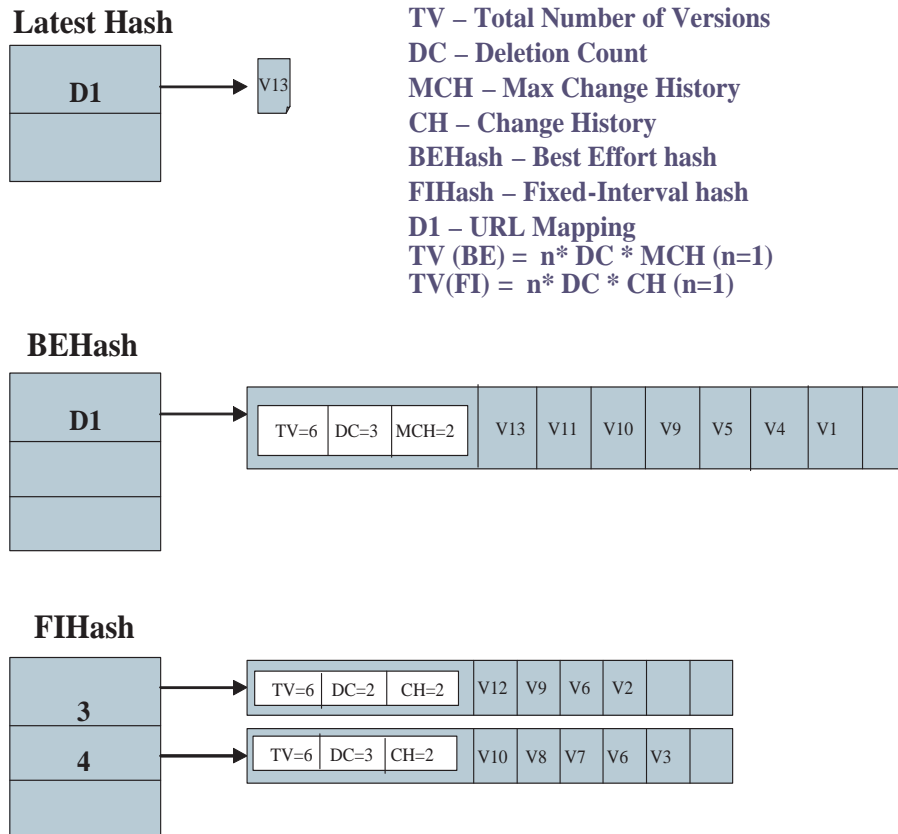 Latest Hash
D1
V13
TV – Total Number of Versions
DC – Deletion Count
MCH – Max Change History
CH – Change History
BEHash – Best Effort hash
FIHash – Fixed-Interval hash
D1 – URL Mapping
TV (BE) = n* DC * MCH (n=1)
TV(FI) = n* DC * CH (n=1)
BEHash
D1
TV=6 DC=3 MCH=2 V13 V11 V10 V9 V5 V4 V1
FIHash
3
TV=6 DC=2 CH=2 V12 V9 V6 V2
4
TV=6 DC=3 CH=2 V10 V8 V7 V6 V3